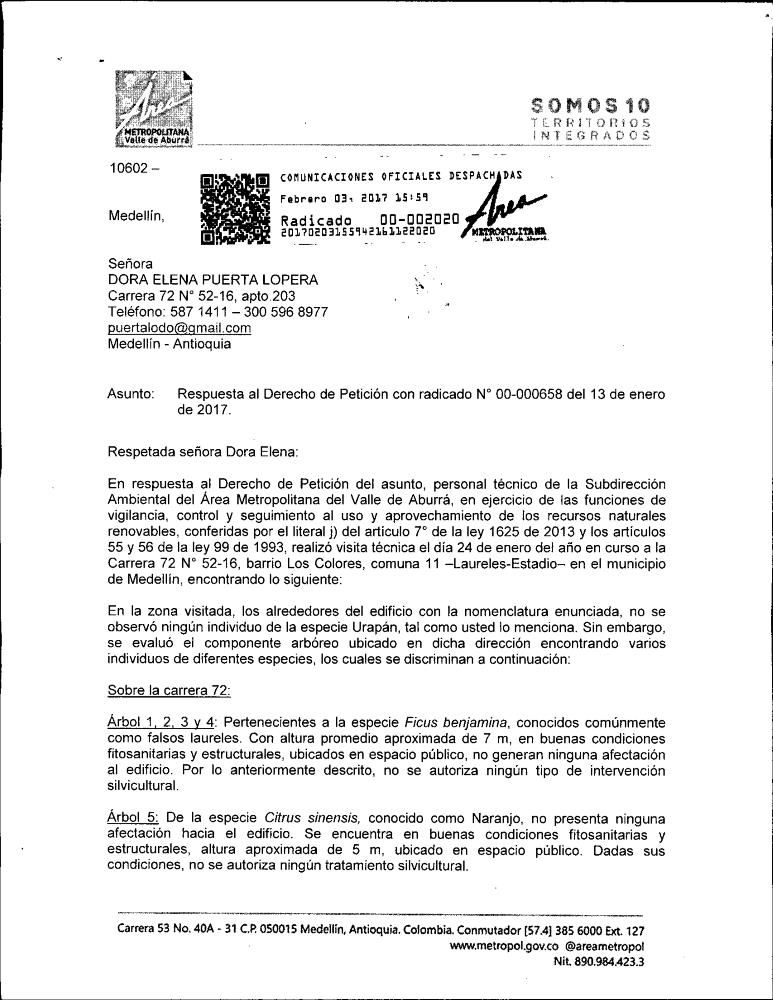 Area
METROPOLITANA
Valle de Aburrá
SOMOS 10
TERRITORIOS
INTEGRADOS
10602 –
COMUNICACIONES OFICIALES DESPACHADAS
Febrero 03, 2017 15:59
Medellín,
Radicado 00-002020
20170203155942161122020
Area
METROPOLITANA
del Valle de Aburrá
Señora
DORA ELENA PUERTA LOPERA
Carrera 72 N° 52-16, apto.203
Teléfono: 587 1411 – 300 596 8977
puertalodo@gmail.com
Medellín - Antioquia
Asunto: Respuesta al Derecho de Petición con radicado N° 00-000658 del 13 de enero
de 2017.
Respetada señora Dora Elena:
En respuesta al Derecho de Petición del asunto, personal técnico de la Subdirección
Ambiental del Área Metropolitana del Valle de Aburrá, en ejercicio de las funciones de
vigilancia, control y seguimiento al uso y aprovechamiento de los recursos naturales
renovables, conferidas por el literal j) del articulo 7° de la ley 1625 de 2013 y los artículos
55 y 56 de la ley 99 de 1993, realizó visita técnica el día 24 de enero del año en curso a la
Carrera 72 N° 52-16, barrio Los Colores, comuna 11 –Laureles-Estadio– en el municipio
de Medellín, encontrando lo siguiente:
En la zona visitada, los alrededores del edificio con la nomenclatura enunciada, no se
observó ningún individuo de la especie Urapán, tal como usted lo menciona. Sin embargo,
se evaluó el componente arbóreo ubicado en dicha dirección encontrando varios
individuos de diferentes especies, los cuales se discriminan a continuación:
Sobre la carrera 72:
Árbol 1, 2, 3 y 4: Pertenecientes a la especie Ficus benjamina, conocidos comúnmente
como falsos laureles. Con altura promedio aproximada de 7 m, en buenas condiciones
fitosanitarias y estructurales, ubicados en espacio público, no generan ninguna afectación
al edificio. Por lo anteriormente descrito, no se autoriza ningún tipo de intervención
silvicultural.
Árbol 5: De la especie Citrus sinensis, conocido como Naranjo, no presenta ninguna
afectación hacia el edificio. Se encuentra en buenas condiciones fitosanitarias y
estructurales, altura aproximada de 5 m, ubicado en espacio público. Dadas sus
condiciones, no se autoriza ningún tratamiento silvicultural.
Carrera 53 No. 40A - 31 C.P. 050015 Medellín, Antioquia. Colombia. Conmutador [57.4] 385 6000 Ext. 127
www.metropol.gov.co @areametropol
Nit. 890.984.423.3